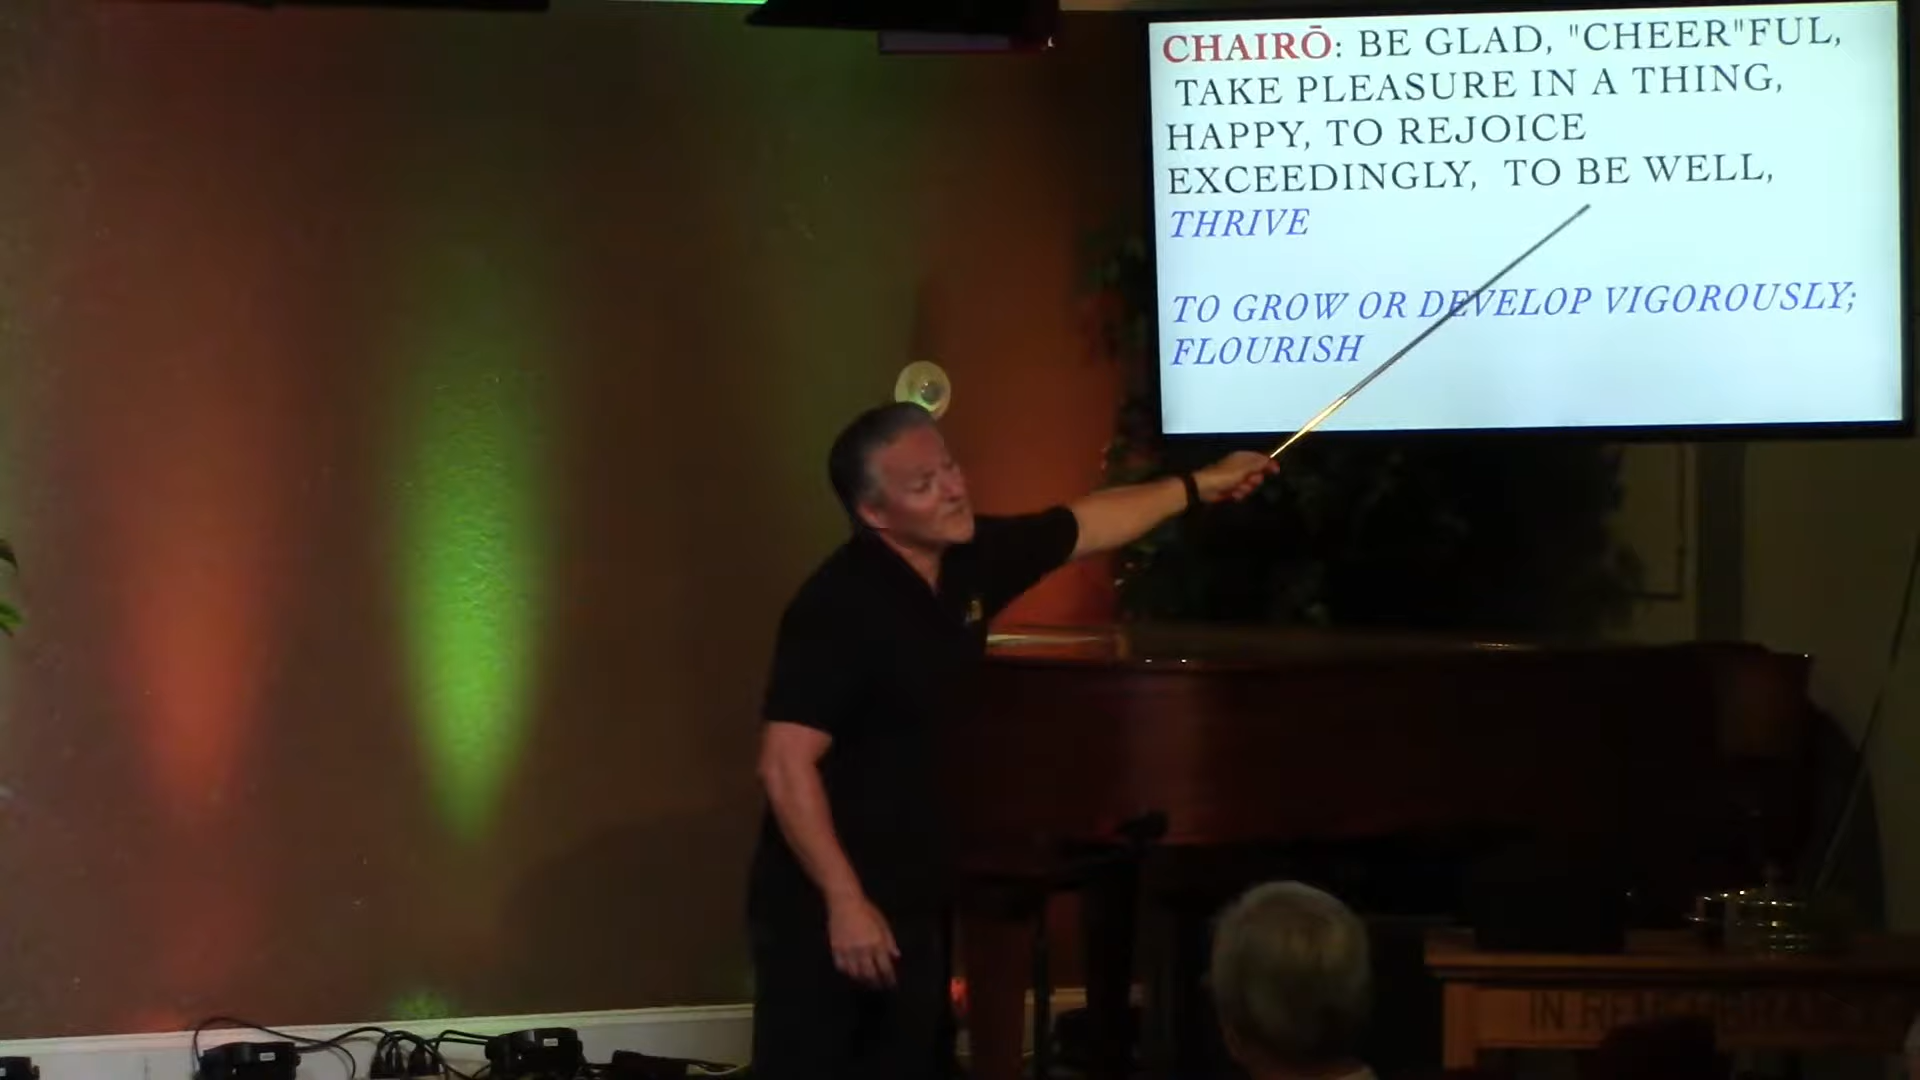 CHAIRŌ: BE GLAD, "CHEER"FUL,
TAKE PLEASURE IN A THING,
HAPPY, TO REJOICE
EXCEEDINGLY, TO BE WELL,
THRIVE
TO GROW OR DEVELOP VIGOROUSLY;
FLOURISH
IN